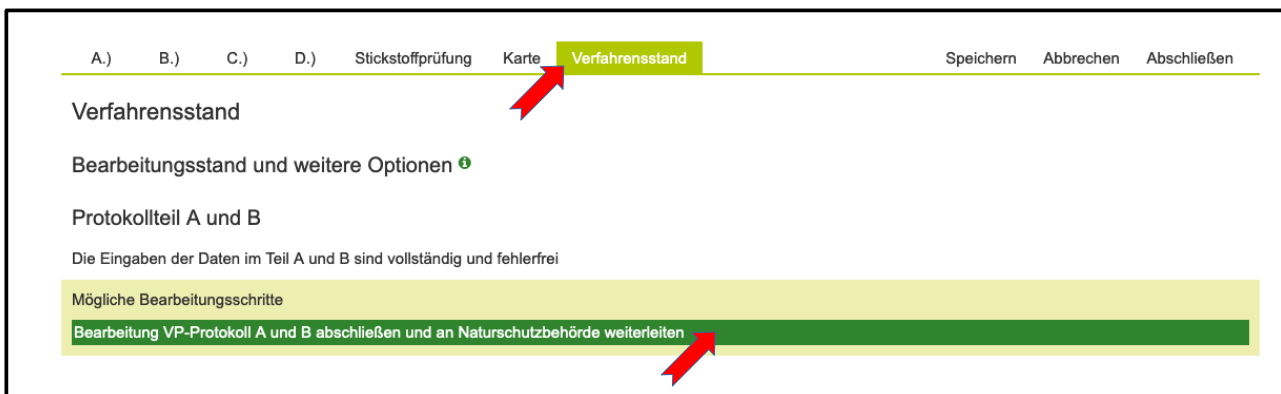 A.) B.) C.) D.) Stickstoffprüfung Karte Verfahrensstand Speichern Abbrechen Abschließen
Verfahrensstand
Bearbeitungsstand und weitere Optionen
Protokollteil A und B
Die Eingaben der Daten im Teil A und B sind vollständig und fehlerfrei
Mögliche Bearbeitungsschritte
Bearbeitung VP-Protokoll A und B abschließen und an Naturschutzbehörde weiterleiten